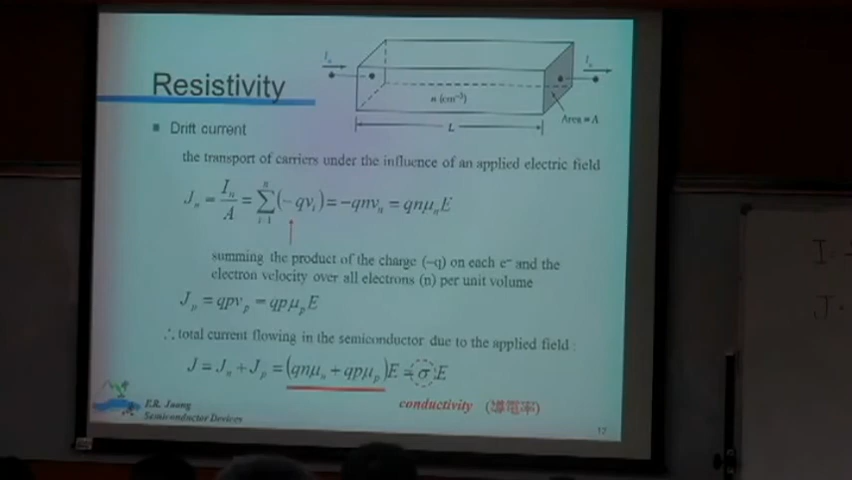 Resistivity
I_n
I_n
n (cm⁻³)
Area = A
L
▪ Drift current
the transport of carriers under the influence of an applied electric field
J_n = I_n/A = ∑_{i=1}^{n} (−qv_i) = −qnv_n = qnμ_nE
summing the product of the charge (−q) on each e⁻ and the
electron velocity over all electrons (n) per unit volume
J_p = qpv_p = qpμ_pE
∴ total current flowing in the semiconductor due to the applied field :
J = J_n + J_p = (qnμ_n + qpμ_p)E = σE
conductivity (導電率)
Semiconductor Devices
12
I
J